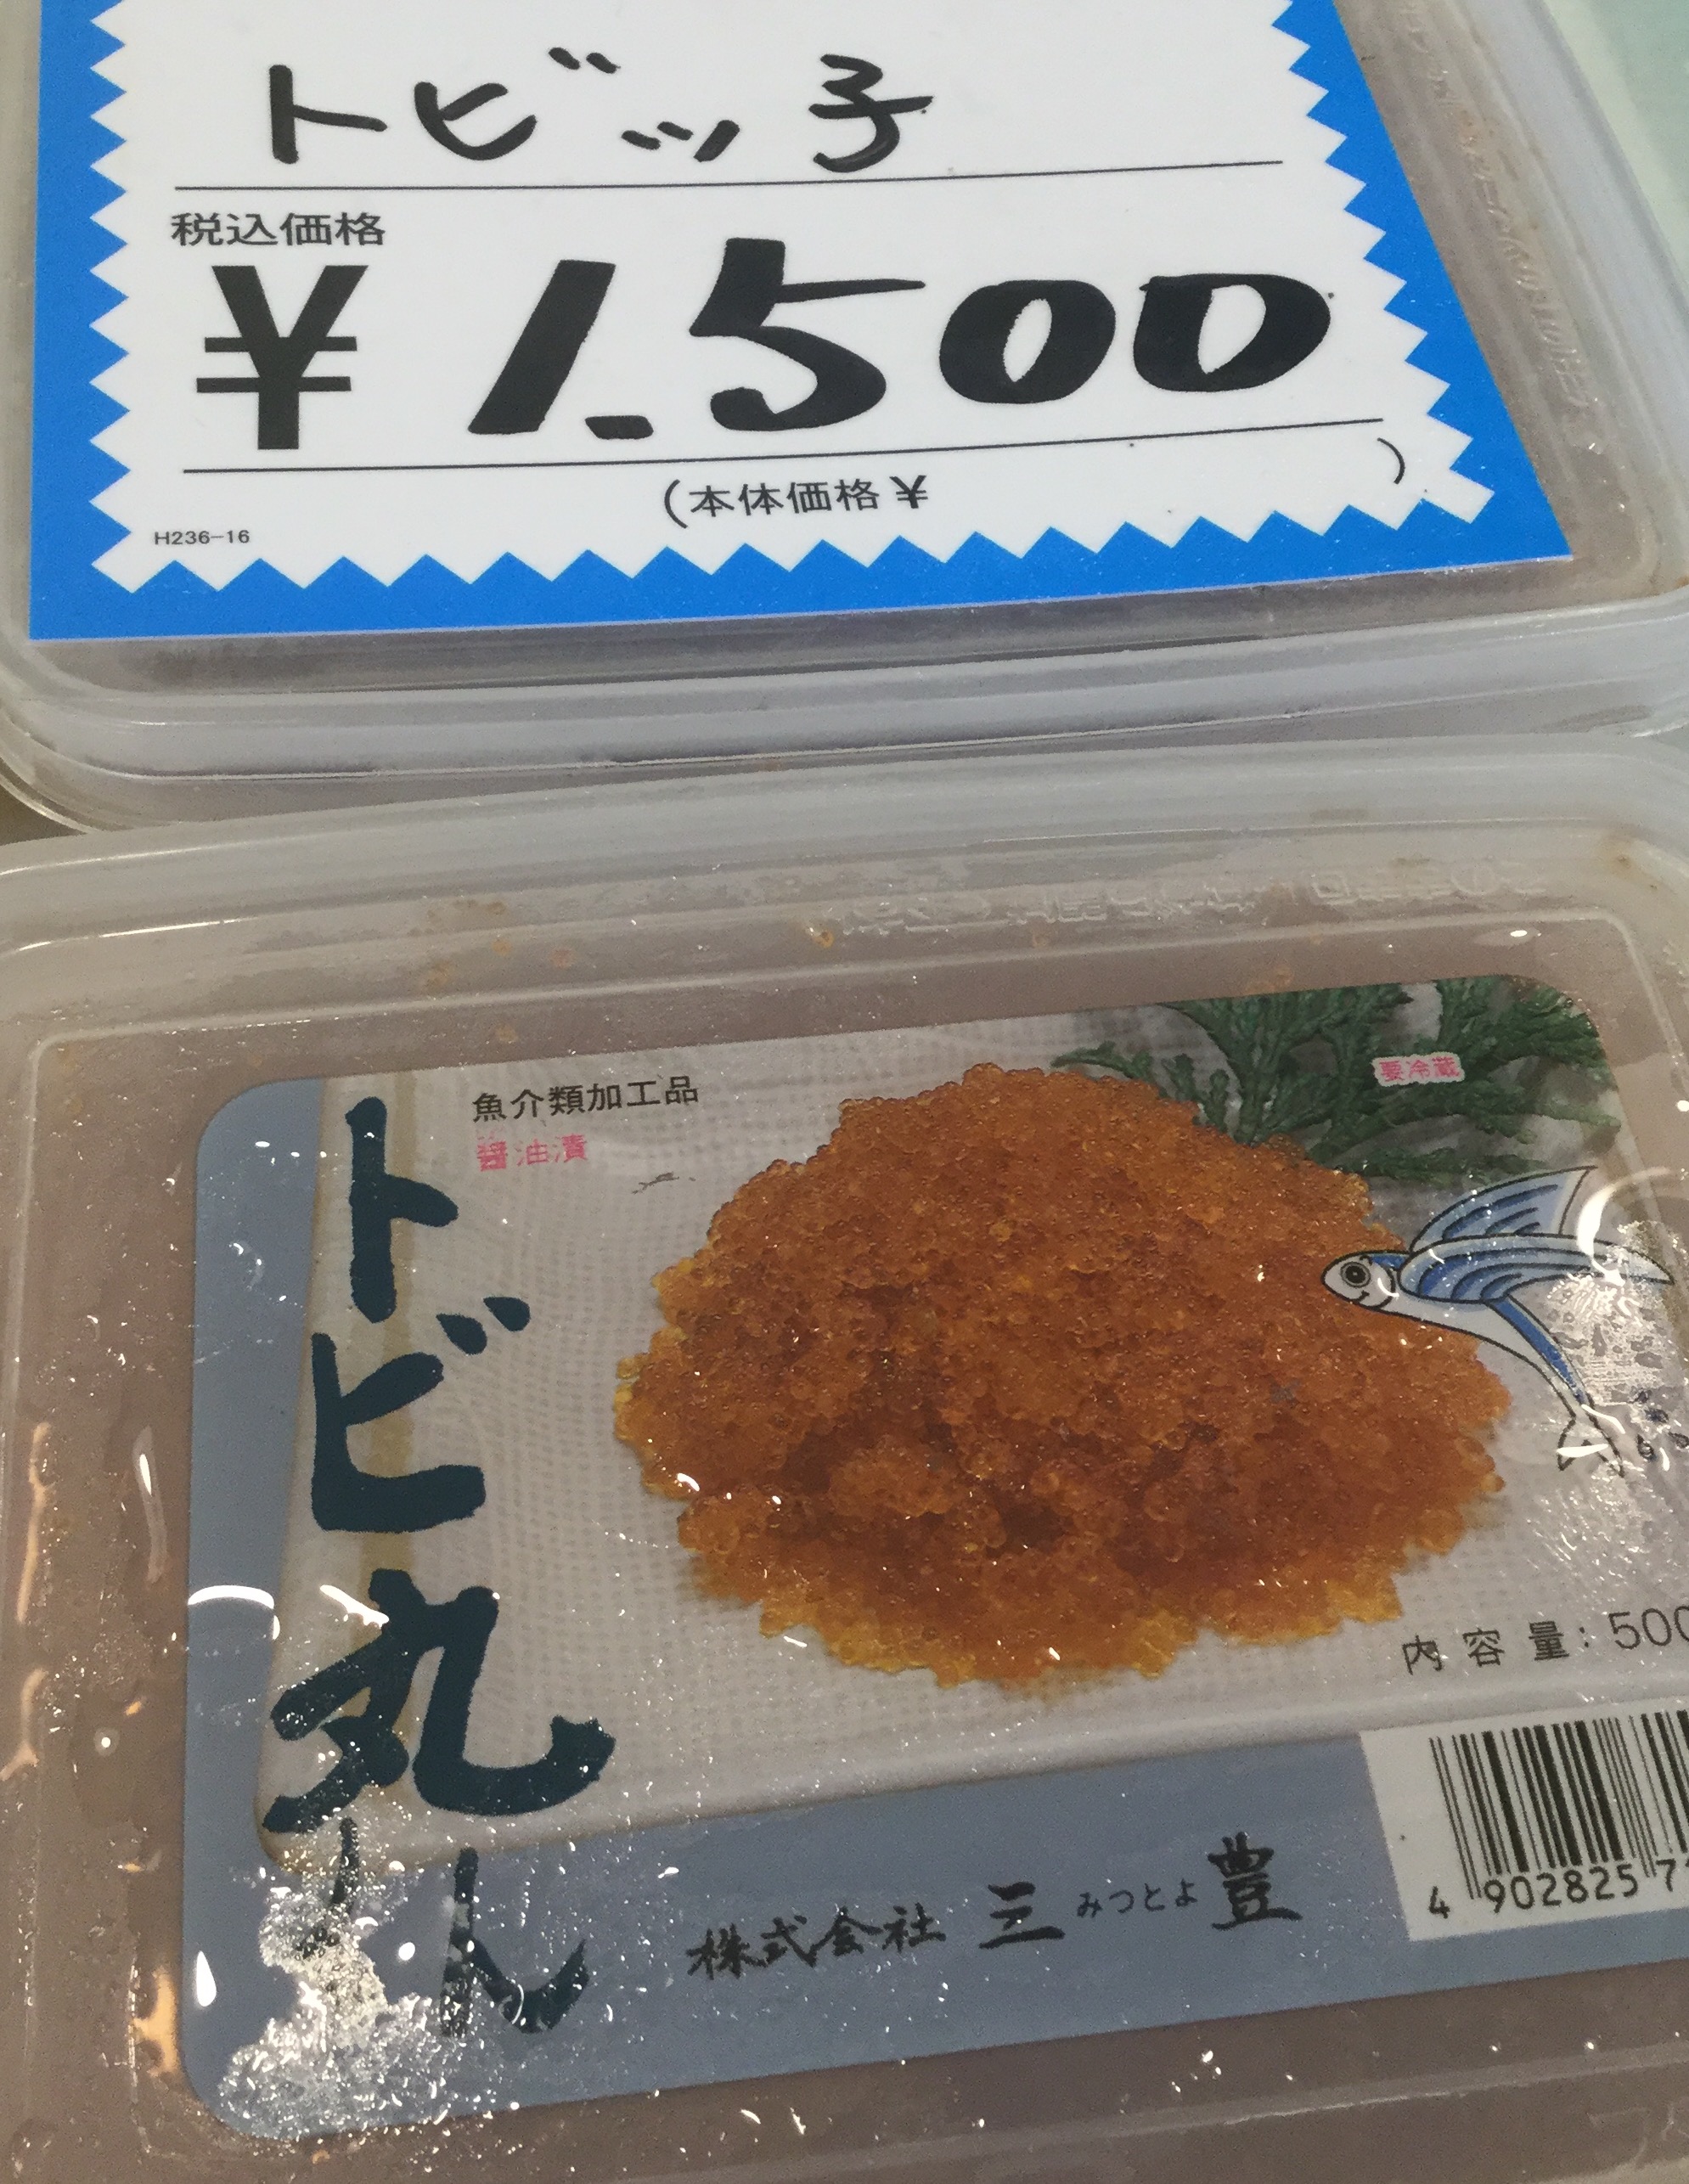 トビッ子
税込価格
¥ 1.500
(本体価格¥ )
H236-16
魚介類加工品
醤油漬
要冷蔵
トビ丸くん
内容量:500
株式会社 三豊
みつとよ
4 902825 7